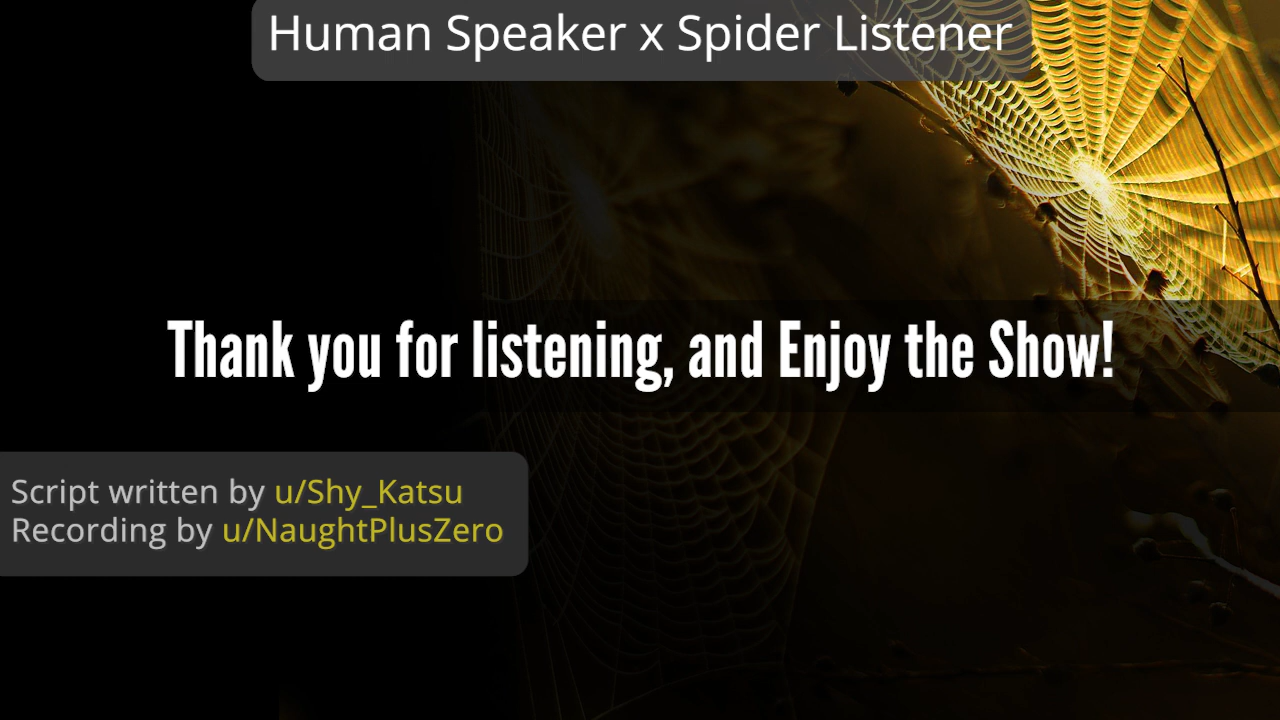 Human Speaker x Spider Listener
Thank you for listening, and Enjoy the Show!
Script written by u/Shy_Katsu
Recording by u/NaughtPlusZero